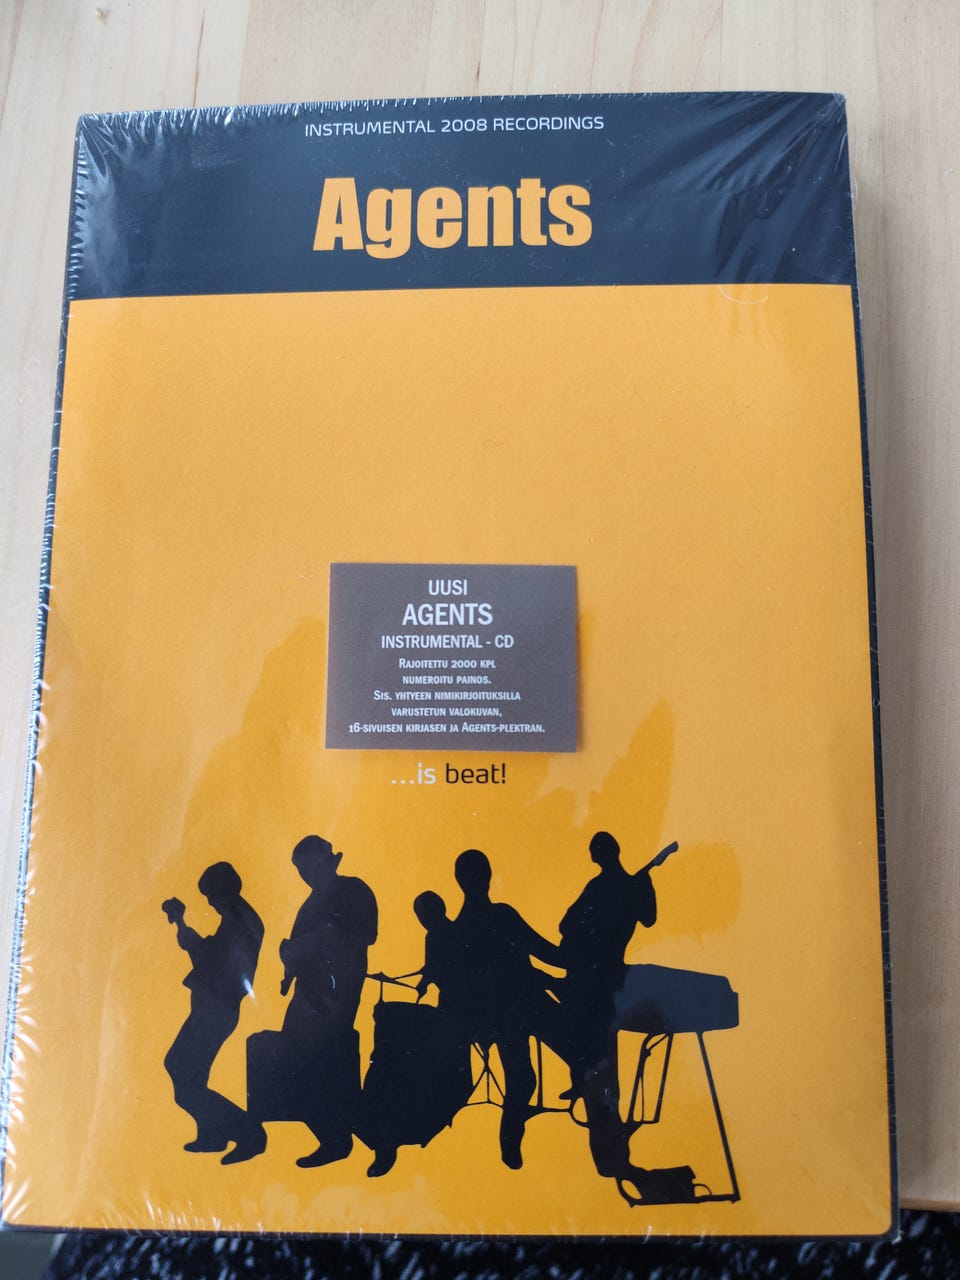 INSTRUMENTAL 2008 RECORDINGS
Agents
UUSI
AGENTS
INSTRUMENTAL - CD
RAJOITETTU 2000 KPL
NUMEROITU PAINOS.
SIS. YHTYEEN NIMIKIRJOITUKSILLA
VARUSTETUN VALOKUVAN,
16-SIVUISEN KIRJASEN JA AGENTS-PLEKTRAN.
...is beat!